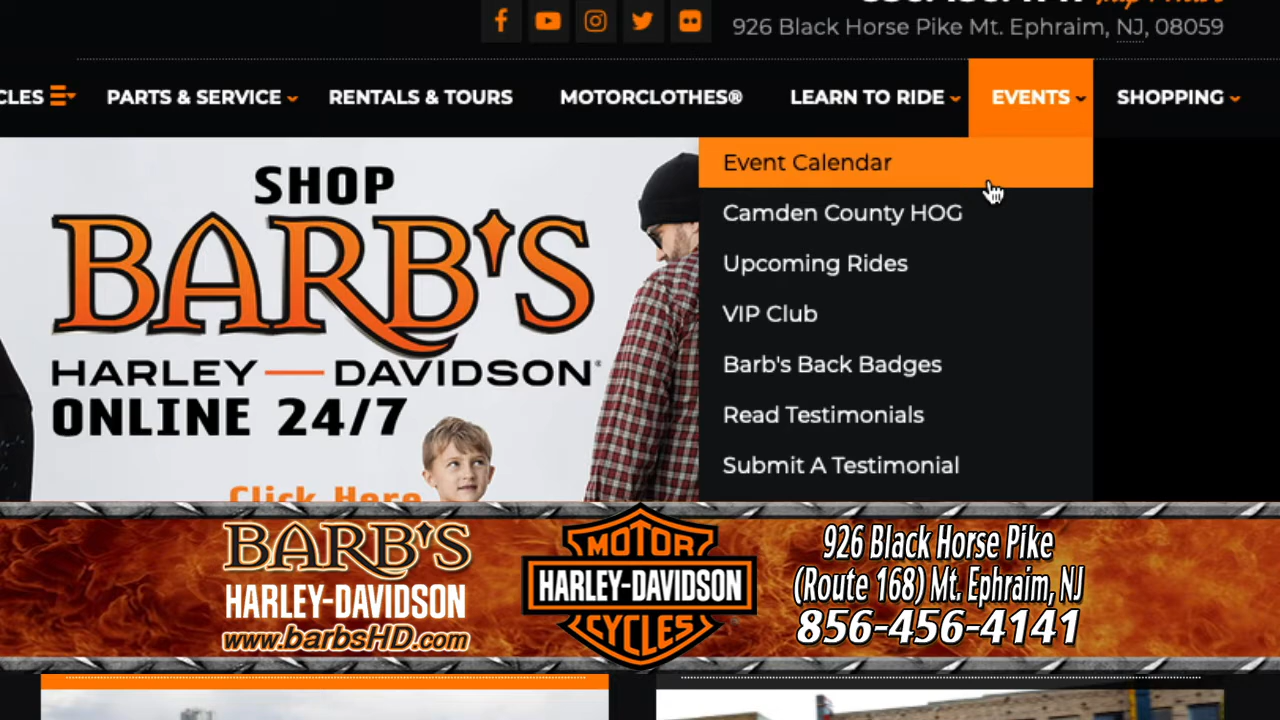 926 Black Horse Pike Mt. Ephraim, NJ, 08059
CLES PARTS & SERVICE RENTALS & TOURS MOTORCLOTHES® LEARN TO RIDE EVENTS SHOPPING
Event Calendar
Camden County HOG
Upcoming Rides
VIP Club
Barb's Back Badges
Read Testimonials
Submit A Testimonial
SHOP
BARB'S
HARLEY—DAVIDSON®
ONLINE 24/7
Click Here
BARB'S
HARLEY-DAVIDSON
www.barbsHD.com
MOTOR
HARLEY-DAVIDSON
CYCLES
926 Black Horse Pike
(Route 168) Mt. Ephraim, NJ
856-456-4141